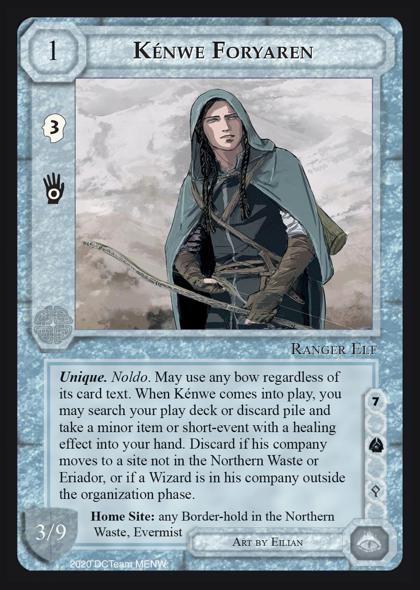 1
Kénwe Foryaren
3
Ranger Elf
Unique. Noldo. May use any bow regardless of
its card text. When Kénwe comes into play, you
may search your play deck or discard pile and
take a minor item or short-event with a healing
effect into your hand. Discard if his company
moves to a site not in the Northern Waste or
Eriador, or if a Wizard is in his company outside
the organization phase.
7
Home Site: any Border-hold in the Northern
Waste, Evermist
3/9
Art by Eilian
2020 DCTeam MENW